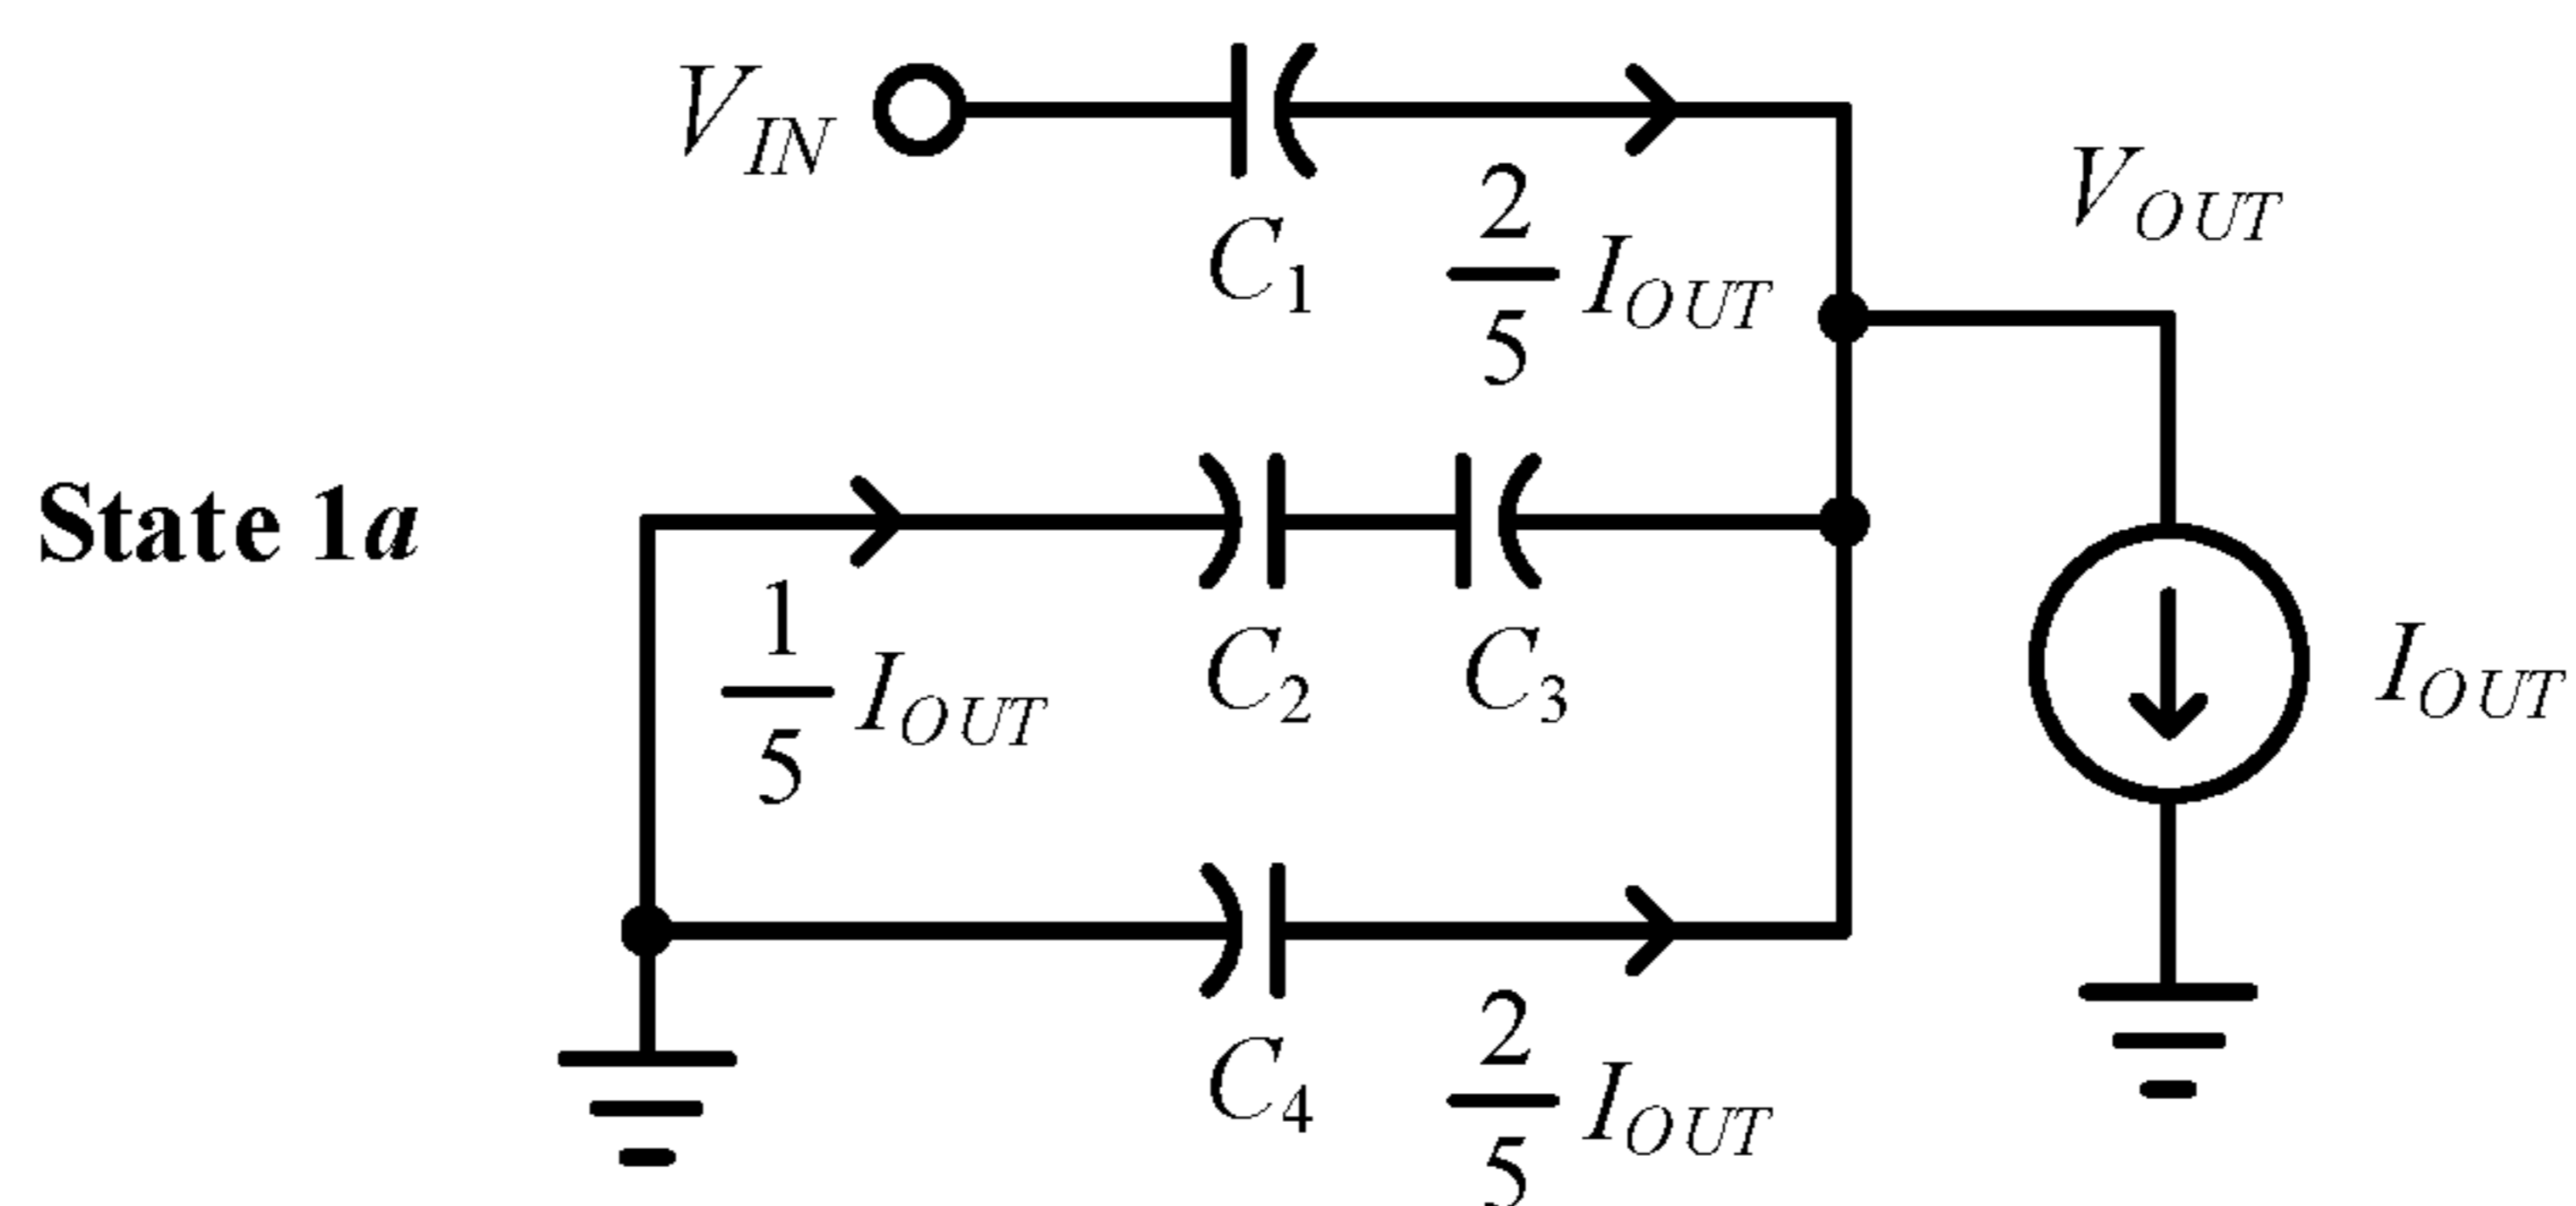 V_IN
C_1
2/5 I_OUT
V_OUT
State 1a
1/5 I_OUT
C_2
C_3
I_OUT
C_4
2/5 I_OUT